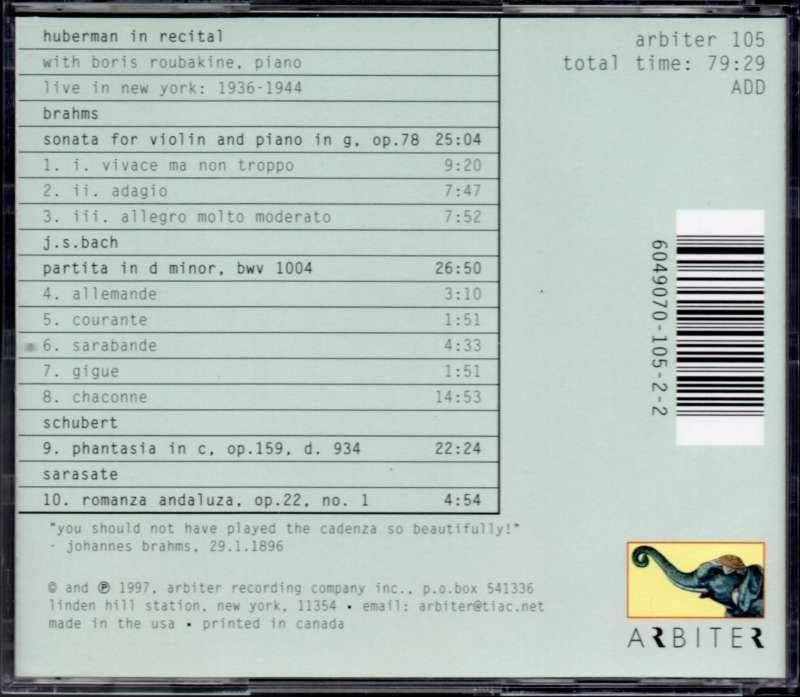 huberman in recital
with boris roubakine, piano
live in new york: 1936-1944
brahms
sonata for violin and piano in g, op.78 25:04
1. i. vivace ma non troppo 9:20
2. ii. adagio 7:47
3. iii. allegro molto moderato 7:52
j.s.bach
partita in d minor, bwv 1004 26:50
4. allemande 3:10
5. courante 1:51
6. sarabande 4:33
7. gigue 1:51
8. chaconne 14:53
schubert
9. phantasia in c, op.159, d. 934 22:24
sarasate
10. romanza andaluza, op.22, no. 1 4:54
"you should not have played the cadenza so beautifully!"
- johannes brahms, 29.1.1896
© and ℗ 1997, arbiter recording company inc., p.o.box 541336
linden hill station, new york, 11354 • email: arbiter@tiac.net
made in the usa • printed in canada
arbiter 105
total time: 79:29
ADD
6049070-105-2-2
ARBITER